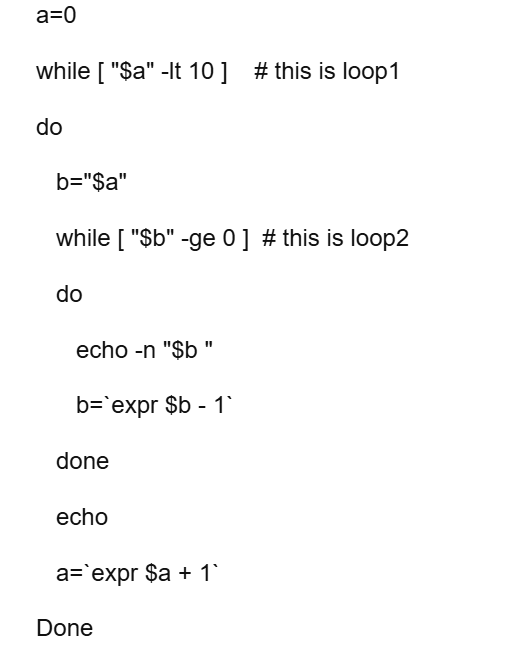 a=0
while [ "$a" -lt 10 ]    # this is loop1
do
   b="$a"
   while [ "$b" -ge 0 ]  # this is loop2
   do
      echo -n "$b "
      b=`expr $b - 1`
   done
   echo
   a=`expr $a + 1`
Done